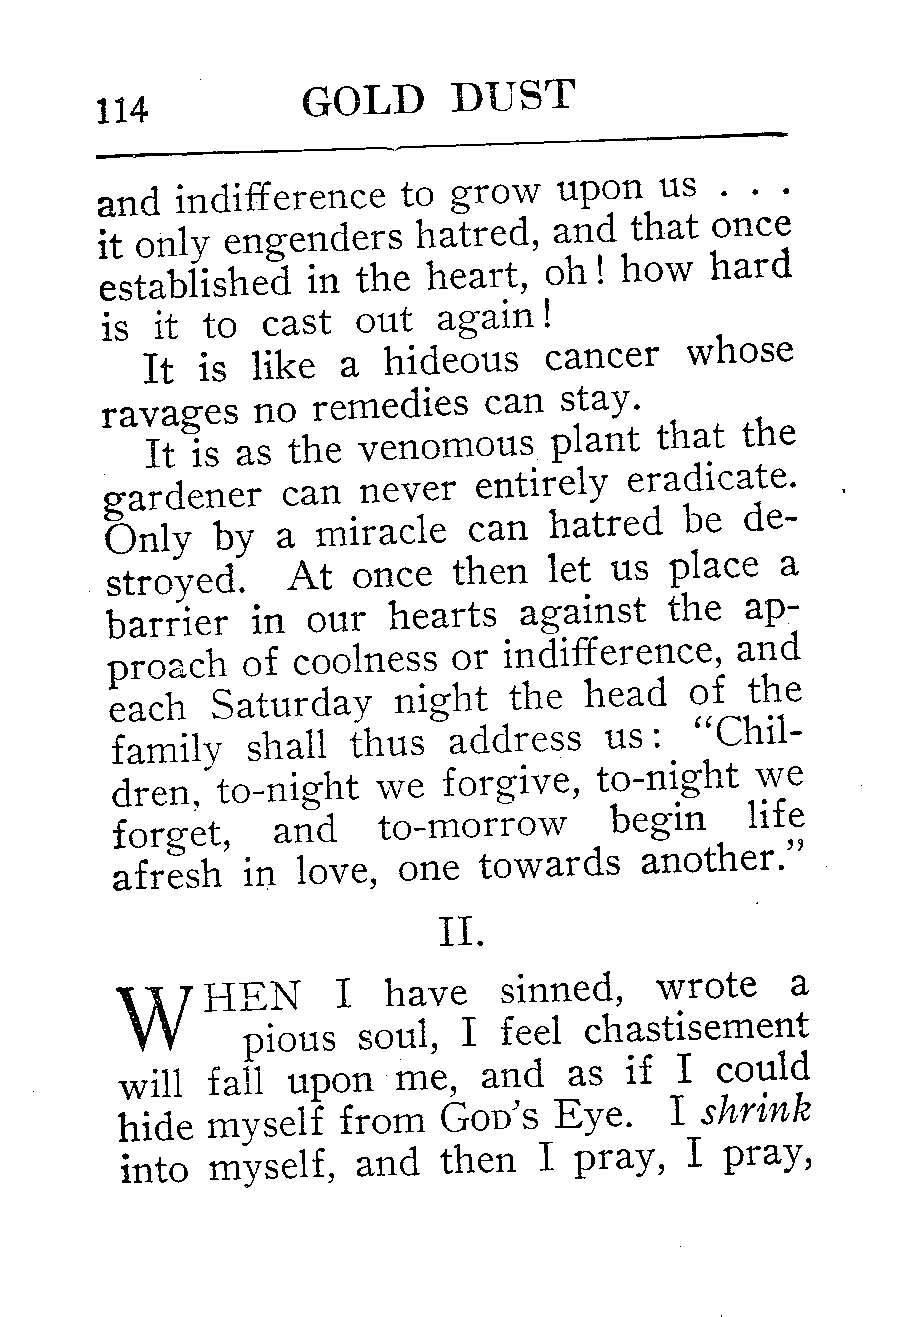 114 GOLD DUST
and indifference to grow upon us . . .
it only engenders hatred, and that once
established in the heart, oh! how hard
is it to cast out again!
It is like a hideous cancer whose
ravages no remedies can stay.
It is as the venomous plant that the
gardener can never entirely eradicate.
Only by a miracle can hatred be de-
stroyed. At once then let us place a
barrier in our hearts against the ap-
proach of coolness or indifference, and
each Saturday night the head of the
family shall thus address us: “Chil-
dren, to-night we forgive, to-night we
forget, and to-morrow begin life
afresh in love, one towards another.”
II.
WHEN I have sinned, wrote a
pious soul, I feel chastisement
will fall upon me, and as if I could
hide myself from GOD’S Eye. I shrink
into myself, and then I pray, I pray,